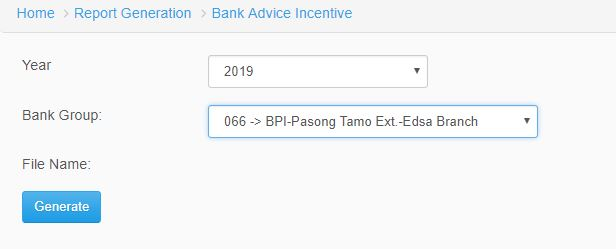 Home > Report Generation > Bank Advice Incentive
Year 2019
Bank Group: 066 -> BPI-Pasong Tamo Ext.-Edsa Branch
File Name:
Generate